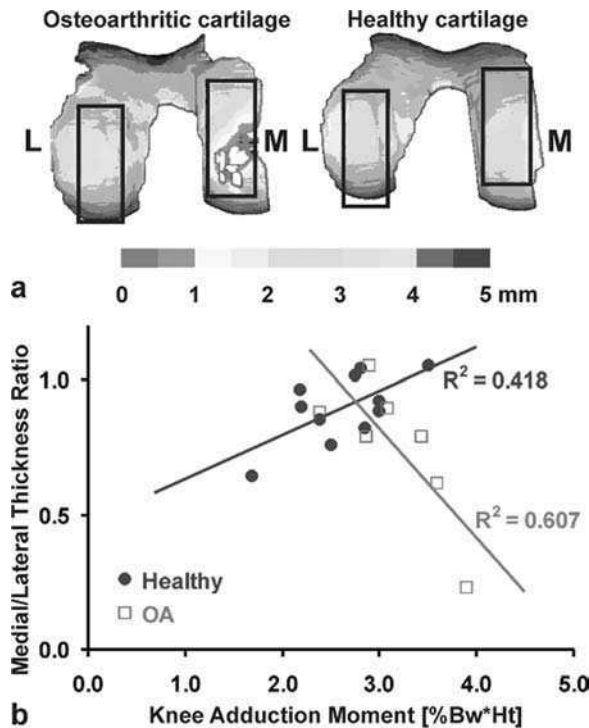 Osteoarthritic cartilage
Healthy cartilage
L
M
L
M
a
0 1 2 3 4 5 mm
Medial/Lateral Thickness Ratio
1.0
0.5
0.0
R² = 0.418
R² = 0.607
Healthy
OA
0.0 1.0 2.0 3.0 4.0 5.0
b
Knee Adduction Moment [%Bw*Ht]